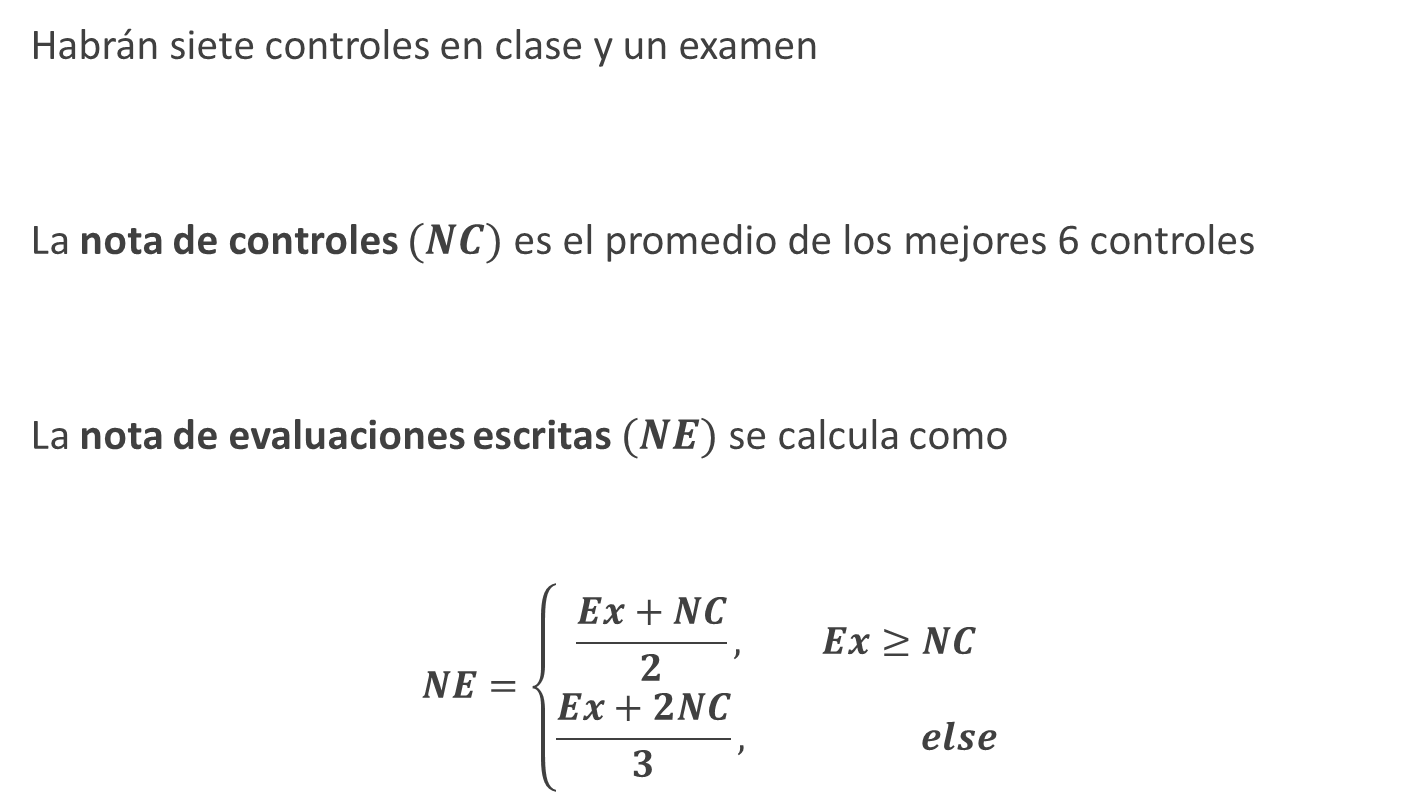 Habrán siete controles en clase y un examen
La nota de controles (NC) es el promedio de los mejores 6 controles
La nota de evaluaciones escritas (NE) se calcula como
NE = { (Ex + NC)/2, Ex ≥ NC
(Ex + 2NC)/3, else